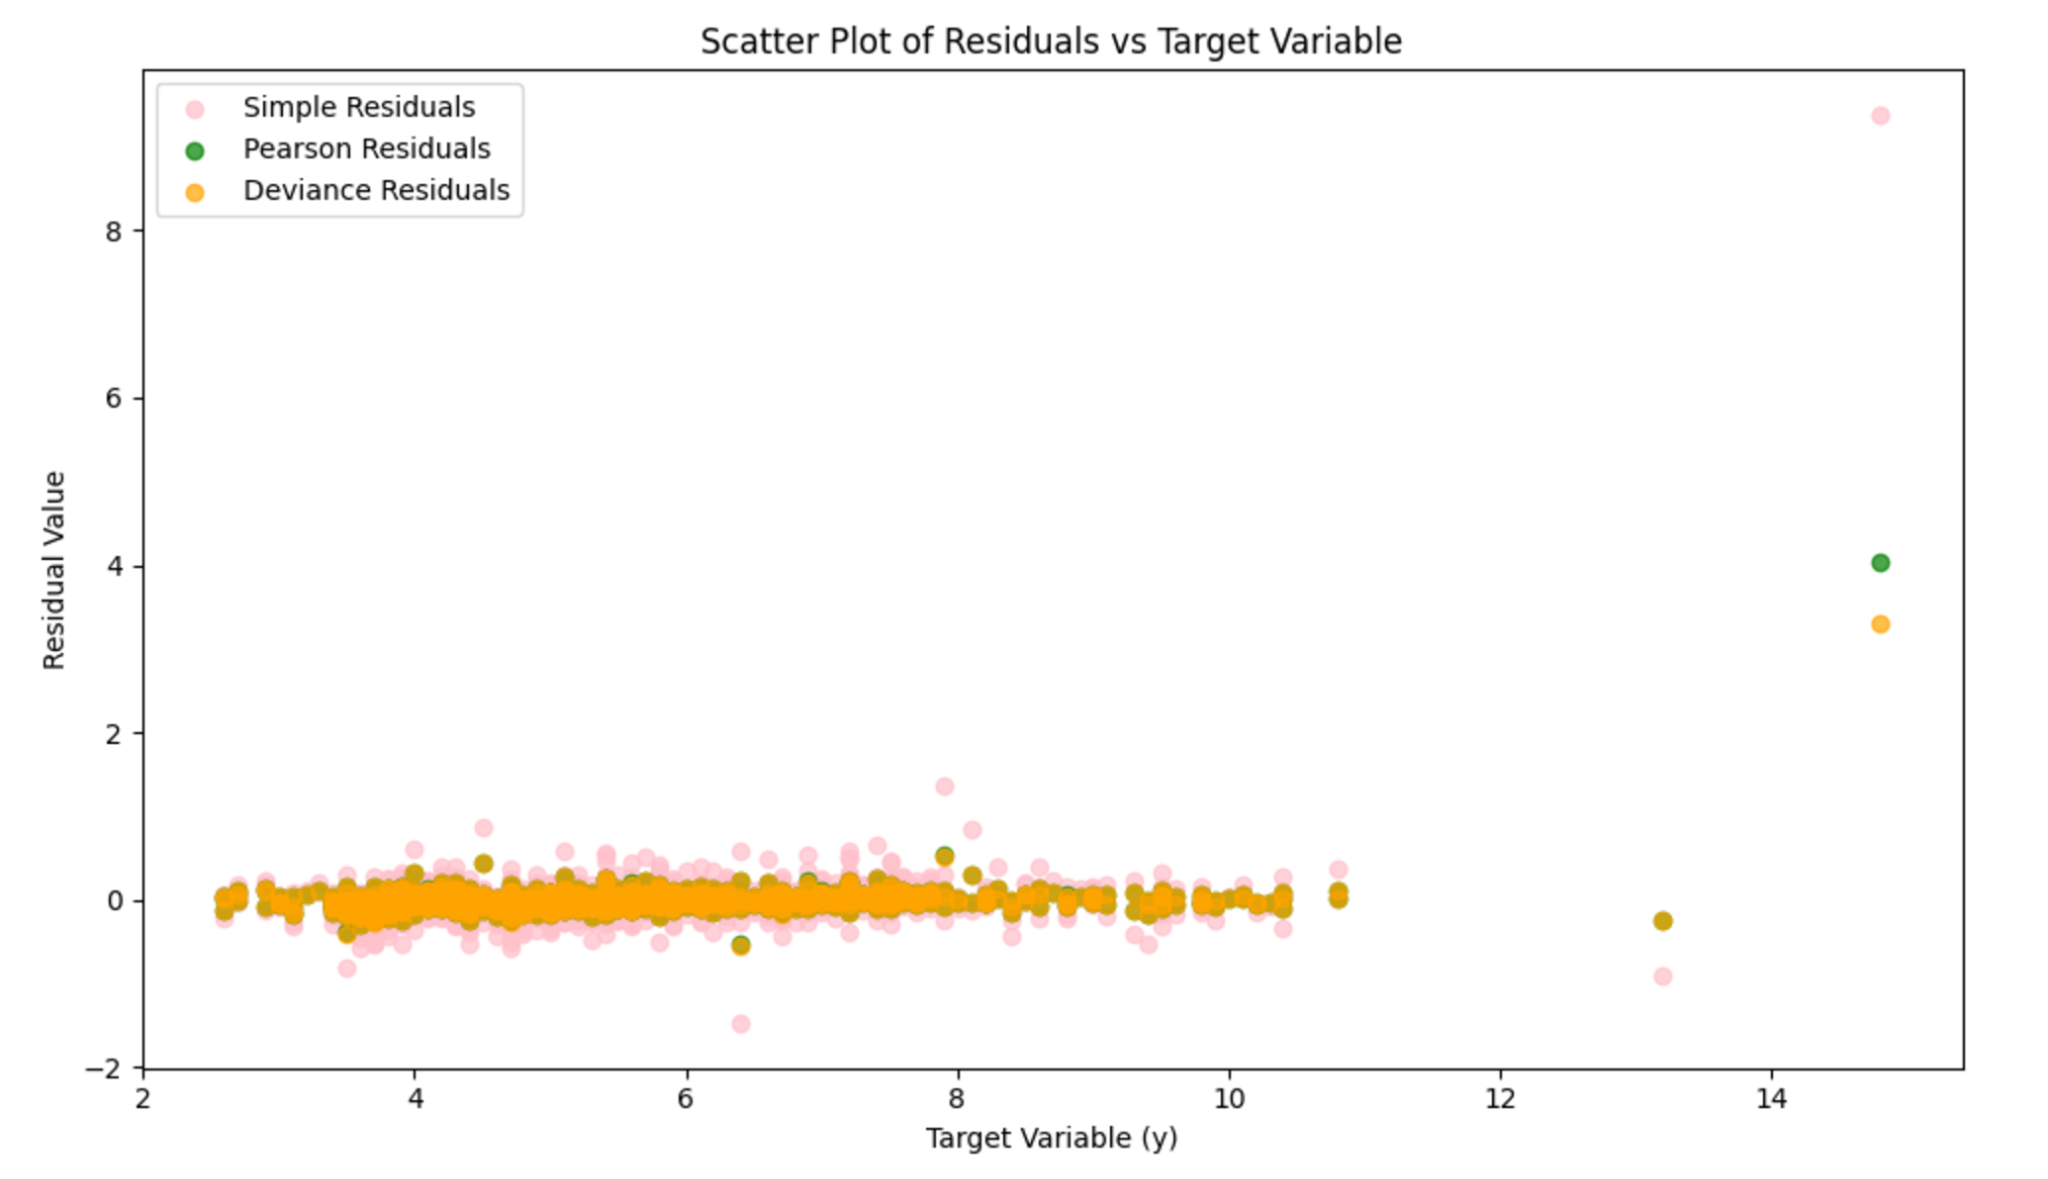 Scatter Plot of Residuals vs Target Variable
Simple Residuals
Pearson Residuals
Deviance Residuals
8
6
4
2
0
−2
Residual Value
2
4
6
8
10
12
14
Target Variable (y)